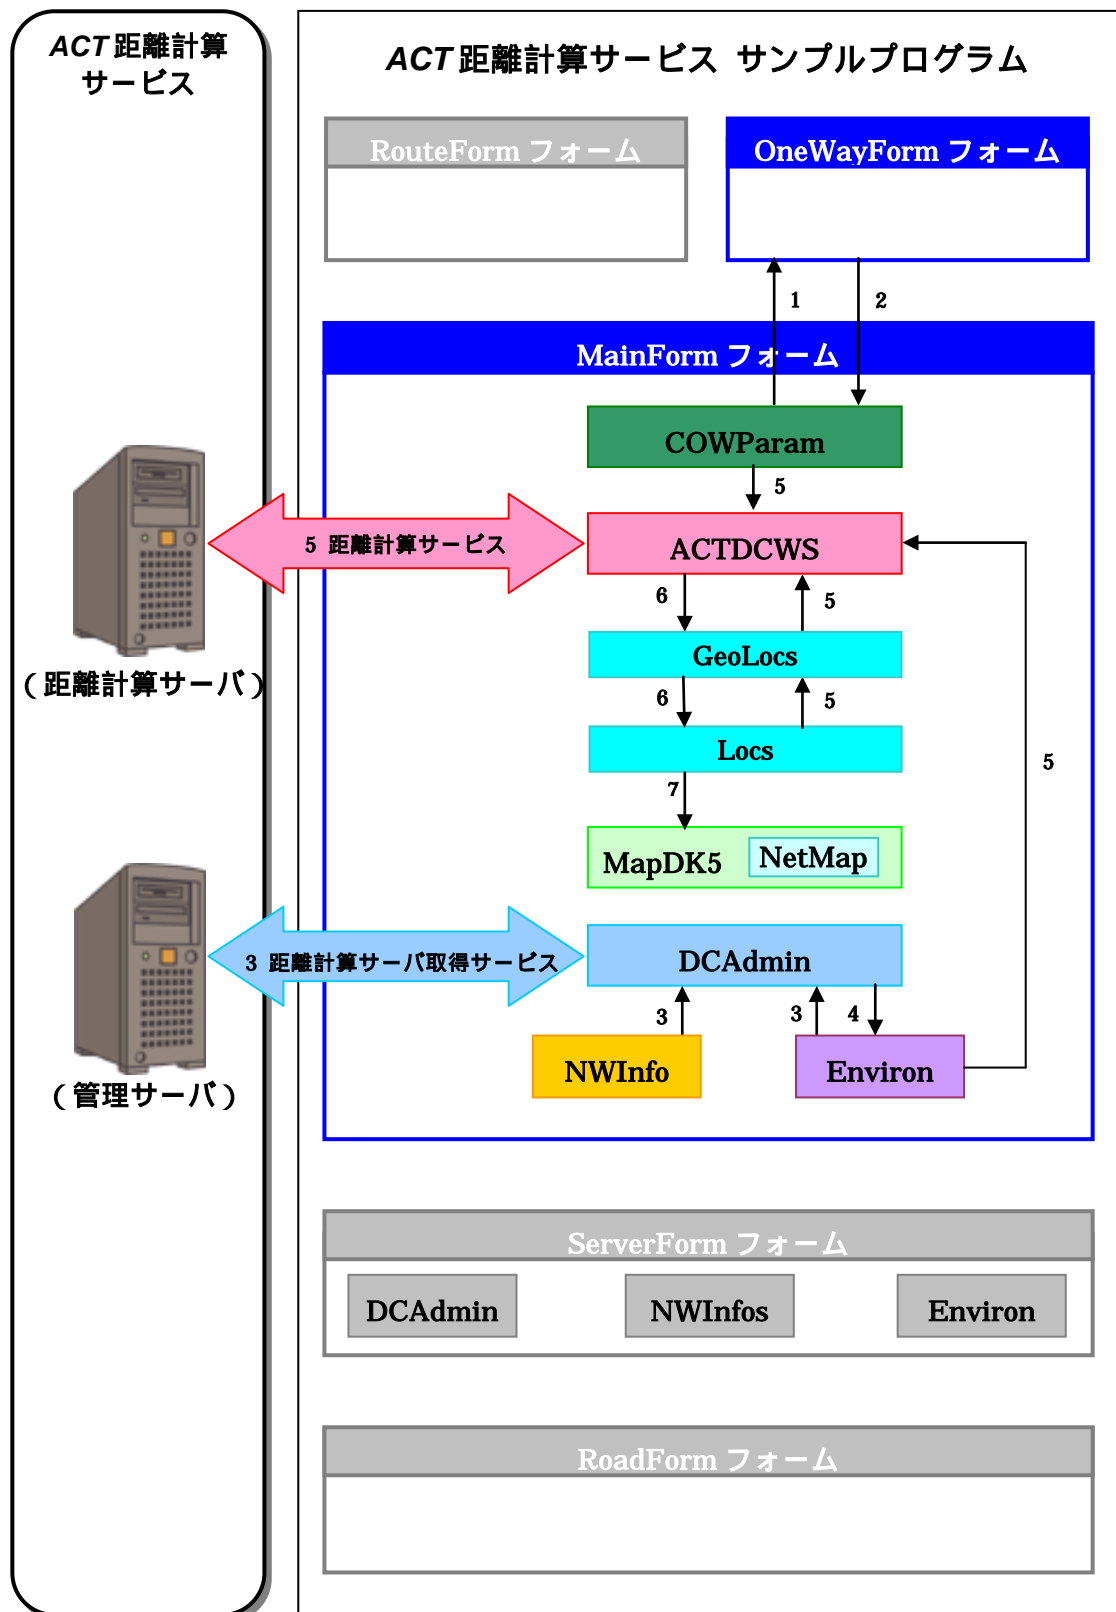 ACT 距離計算
サービス
ACT 距離計算サービス サンプルプログラム
RouteForm フォーム
OneWayForm フォーム
1
2
MainForm フォーム
COWParam
5
5 距離計算サービス
ACTDCWS
6
5
GeoLocs
（距離計算サーバ）
6
5
Locs
5
7
MapDK5
NetMap
3 距離計算サーバ取得サービス
DCAdmin
3
3
4
NWInfo
Environ
（管理サーバ）
ServerForm フォーム
DCAdmin
NWInfos
Environ
RoadForm フォーム